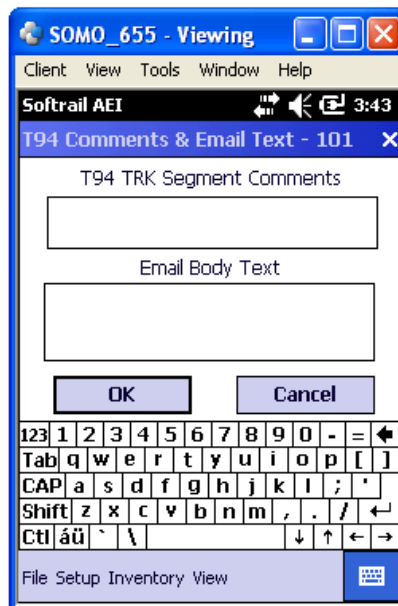 SOMO_655 - Viewing
Client View Tools Window Help
Softrail AEI 3:43
T94 Comments & Email Text - 101
T94 TRK Segment Comments
Email Body Text
OK Cancel
123 1 2 3 4 5 6 7 8 9 0 - = 🡄
Tab q w e r t y u i o p [ ]
CAP a s d f g h j k l ; '
Shift z x c v b n m , . / ↵
Ctl áü ` \ ↓ ↑ ← →
File Setup Inventory View